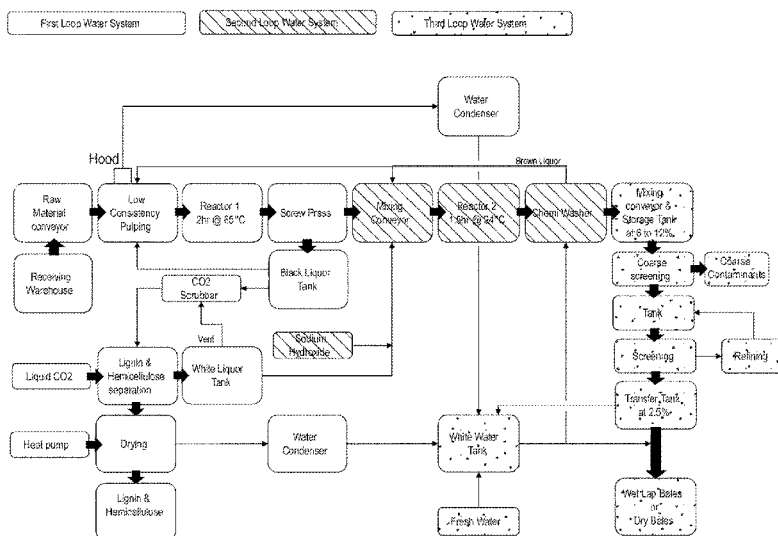 First Loop Water System
Second Loop Water System
Third Loop Water System
Water
Condenser
Hood
Brown Liquor
Raw
Material
conveyor
Low
Consistency
Pulping
Reactor 1
2hr @ 85°C
Screw Press
Mixing
Conveyor
Reactor 2
Chemi Washer
Mixing
conveyor &
Storage Tank
at 6 to 12%
Receiving
Warehouse
CO2
Scrubbar
Black Liquor
Tank
Coarse
screening
Coarse
Contaminants
Tank
Vent
Sodium
Hydroxide
Liquid CO2
Lignin &
Hemicellulose
separation
White Liquor
Tank
Screening
Refining
Transfer Tank
at 2.5%
Heat pump
Drying
Water
Condenser
White Water
Tank
Lignin &
Hemicellulose
Fresh Water
Wet Lap Bales
or
Dry Bales